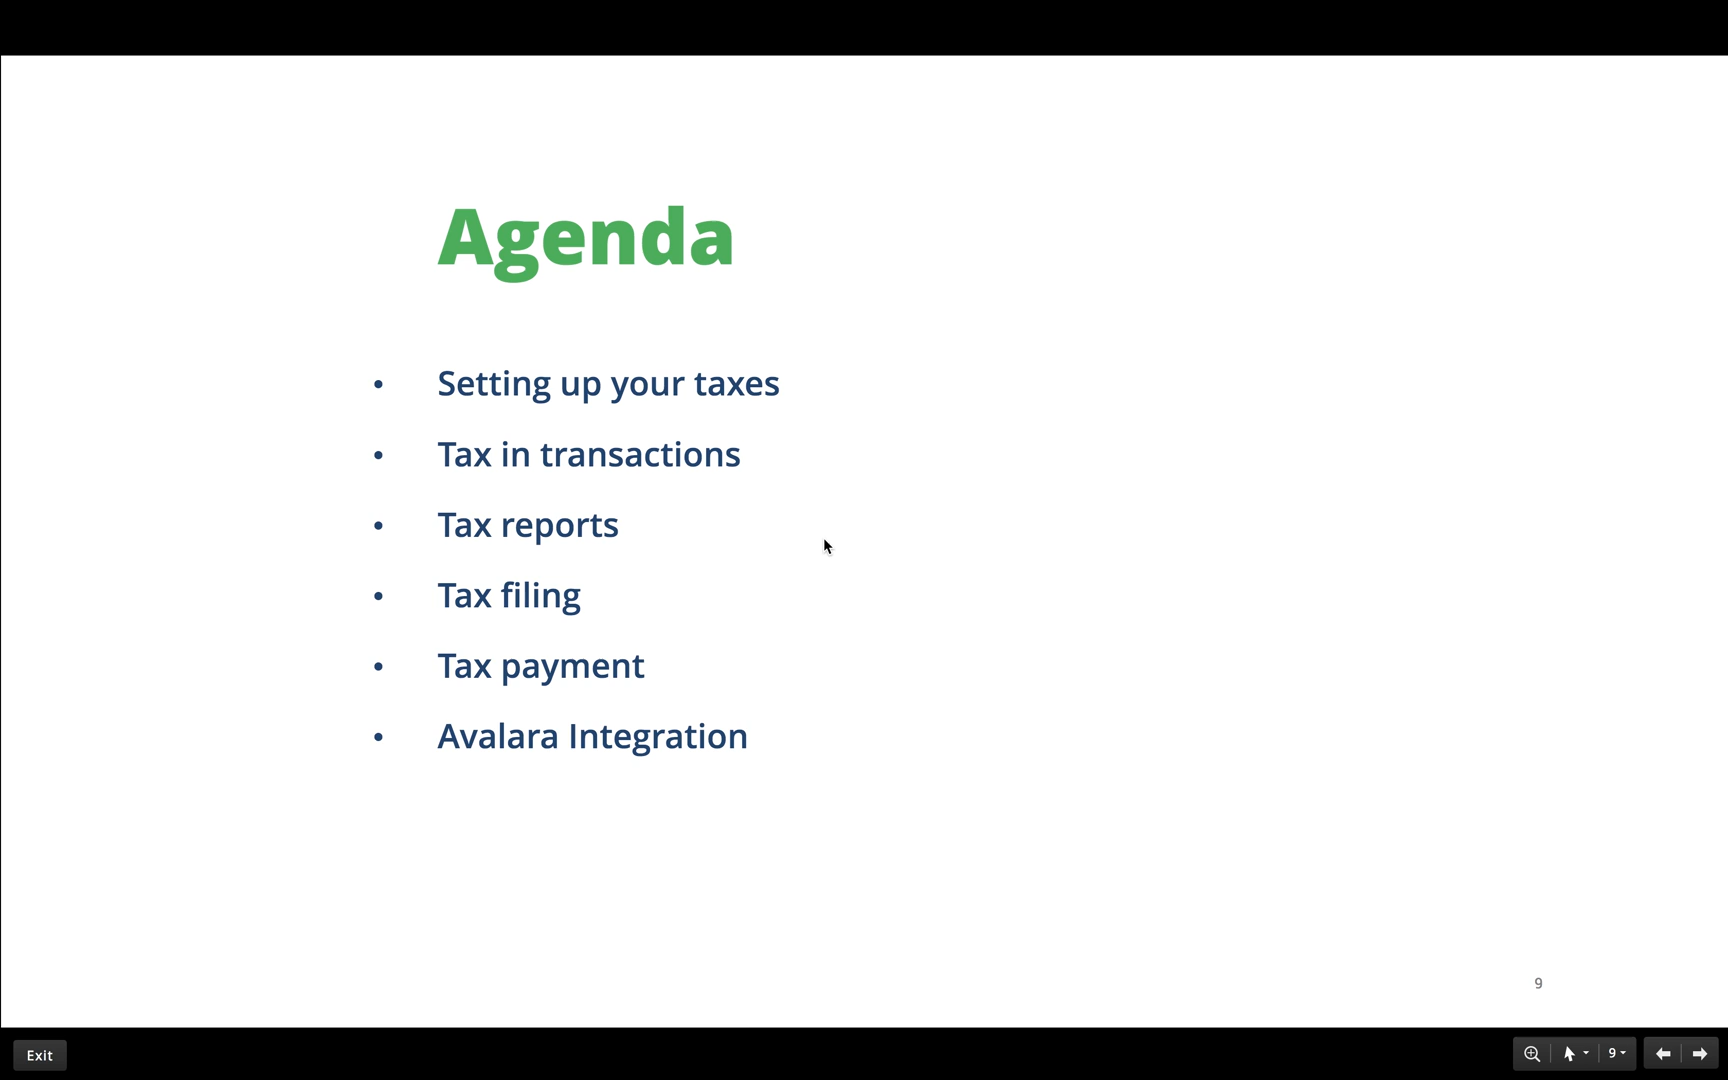 Agenda
• Setting up your taxes
• Tax in transactions
• Tax reports
• Tax filing
• Tax payment
• Avalara Integration
9
Exit
9